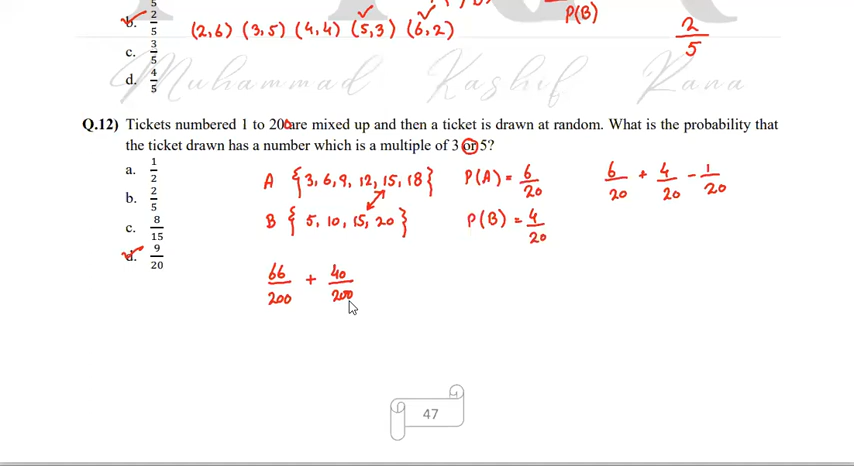 5
b. 2/5 (2,6) (3,5) (4,4) (5,3) (6,2) P(B) 2/5
c. 3/5
d. 4/5
Muhammad Kashif Rana
Q.12) Tickets numbered 1 to 200 are mixed up and then a ticket is drawn at random. What is the probability that
the ticket drawn has a number which is a multiple of 3 or 5?
a. 1/2 A {3, 6, 9, 12, 15, 18} P(A) = 6/20 6/20 + 4/20 - 1/20
b. 2/5
c. 8/15 B { 5, 10, 15, 20 } P(B) = 4/20
d. 9/20
66/200 + 40/200
47